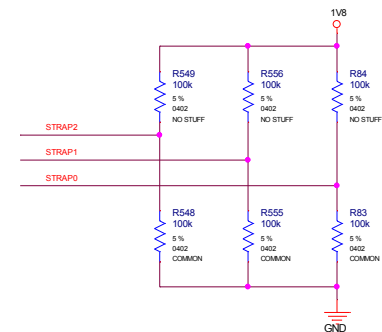 1V8
R549
100k
5 %
0402
NO STUFF
R556
100k
5 %
0402
NO STUFF
R84
100k
5 %
0402
NO STUFF
STRAP2
STRAP1
STRAP0
R548
100k
5 %
0402
COMMON
R555
100k
5 %
0402
COMMON
R83
100k
5 %
0402
COMMON
GND